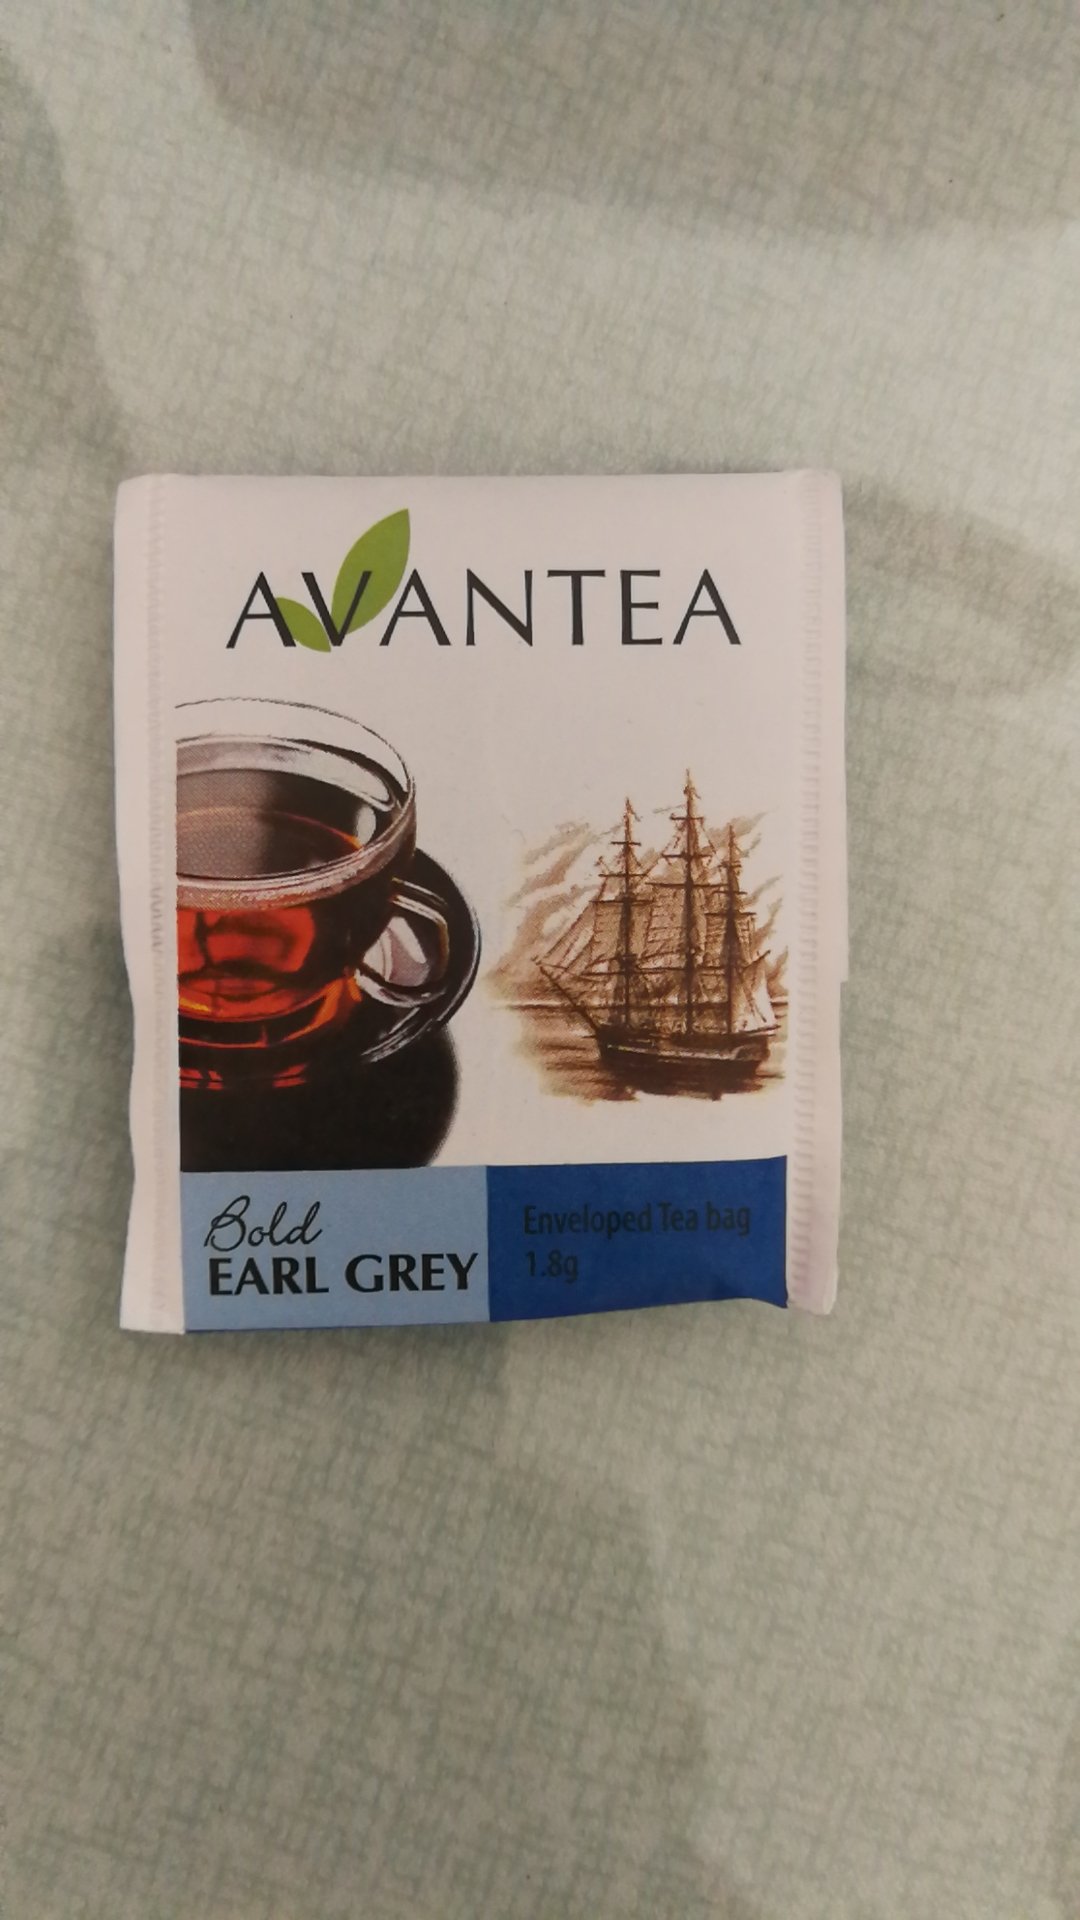 AVANTEA
Bold
EARL GREY
Enveloped Tea bag
1.8g